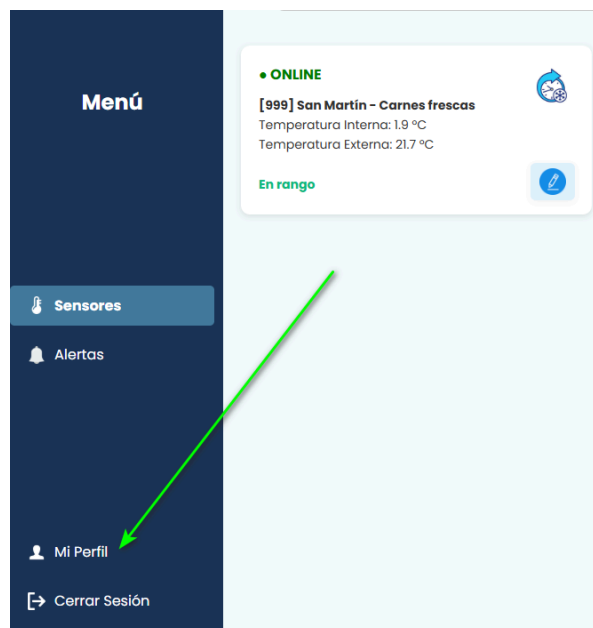 Menú
● ONLINE
[999] San Martín - Carnes frescas
Temperatura Interna: 1.9 °C
Temperatura Externa: 21.7 °C
En rango
Sensores
Alertas
Mi Perfil
Cerrar Sesión